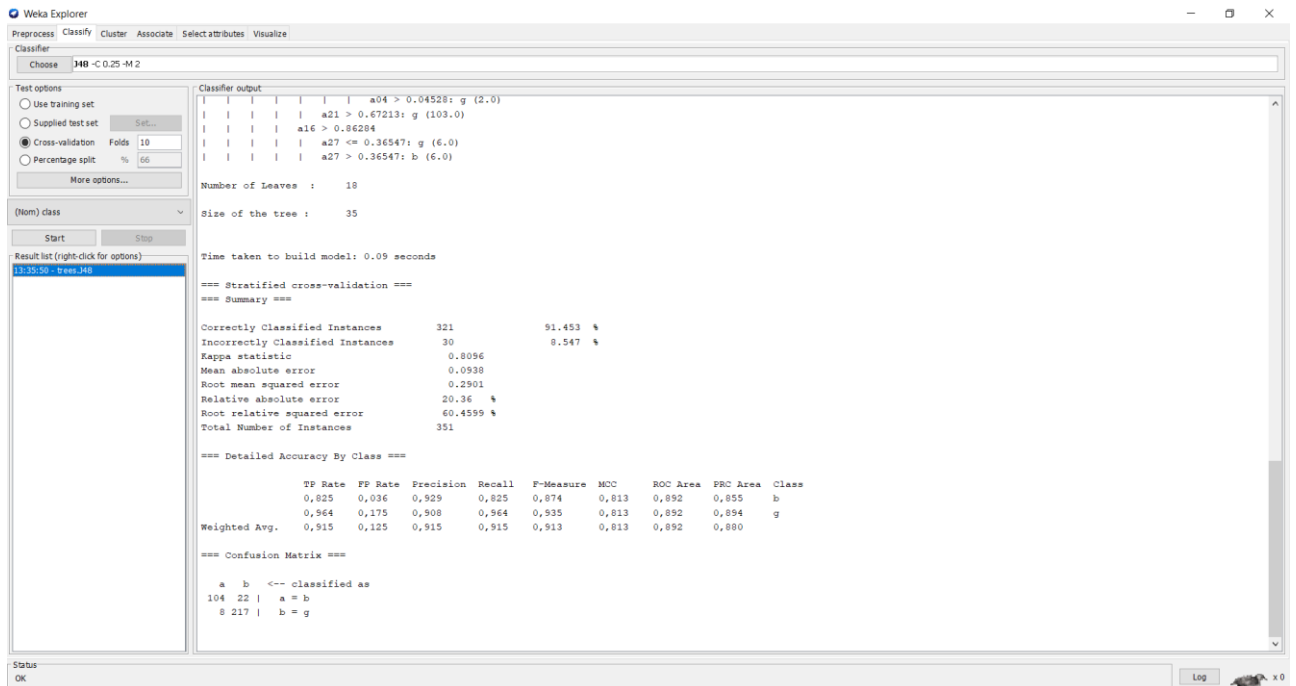 Weka Explorer
Preprocess Classify Cluster Associate Select attributes Visualize
Classifier
Choose J48 -C 0.25 -M 2
Test options
Use training set
Supplied test set Set...
Cross-validation Folds 10
Percentage split % 66
More options...
(Nom) class
Start Stop
Result list (right-click for options)
13:35:50 - trees.J48
Classifier output
| | | | | | | a04 > 0.04528: g (2.0)
| | | | | a21 > 0.67213: g (103.0)
| | | | a16 > 0.86284
| | | | | a27 <= 0.36547: g (6.0)
| | | | | a27 > 0.36547: b (6.0)
Number of Leaves : 18
Size of the tree : 35
Time taken to build model: 0.09 seconds
=== Stratified cross-validation ===
=== Summary ===
Correctly Classified Instances 321 91.453 %
Incorrectly Classified Instances 30 8.547 %
Kappa statistic 0.8096
Mean absolute error 0.0938
Root mean squared error 0.2901
Relative absolute error 20.36 %
Root relative squared error 60.4599 %
Total Number of Instances 351
=== Detailed Accuracy By Class ===
TP Rate FP Rate Precision Recall F-Measure MCC ROC Area PRC Area Class
0,825 0,036 0,929 0,825 0,874 0,813 0,892 0,855 b
0,964 0,175 0,908 0,964 0,935 0,813 0,892 0,894 g
Weighted Avg. 0,915 0,125 0,915 0,915 0,913 0,813 0,892 0,880
=== Confusion Matrix ===
a b <-- classified as
104 22 | a = b
8 217 | b = g
Status
OK
Log x 0